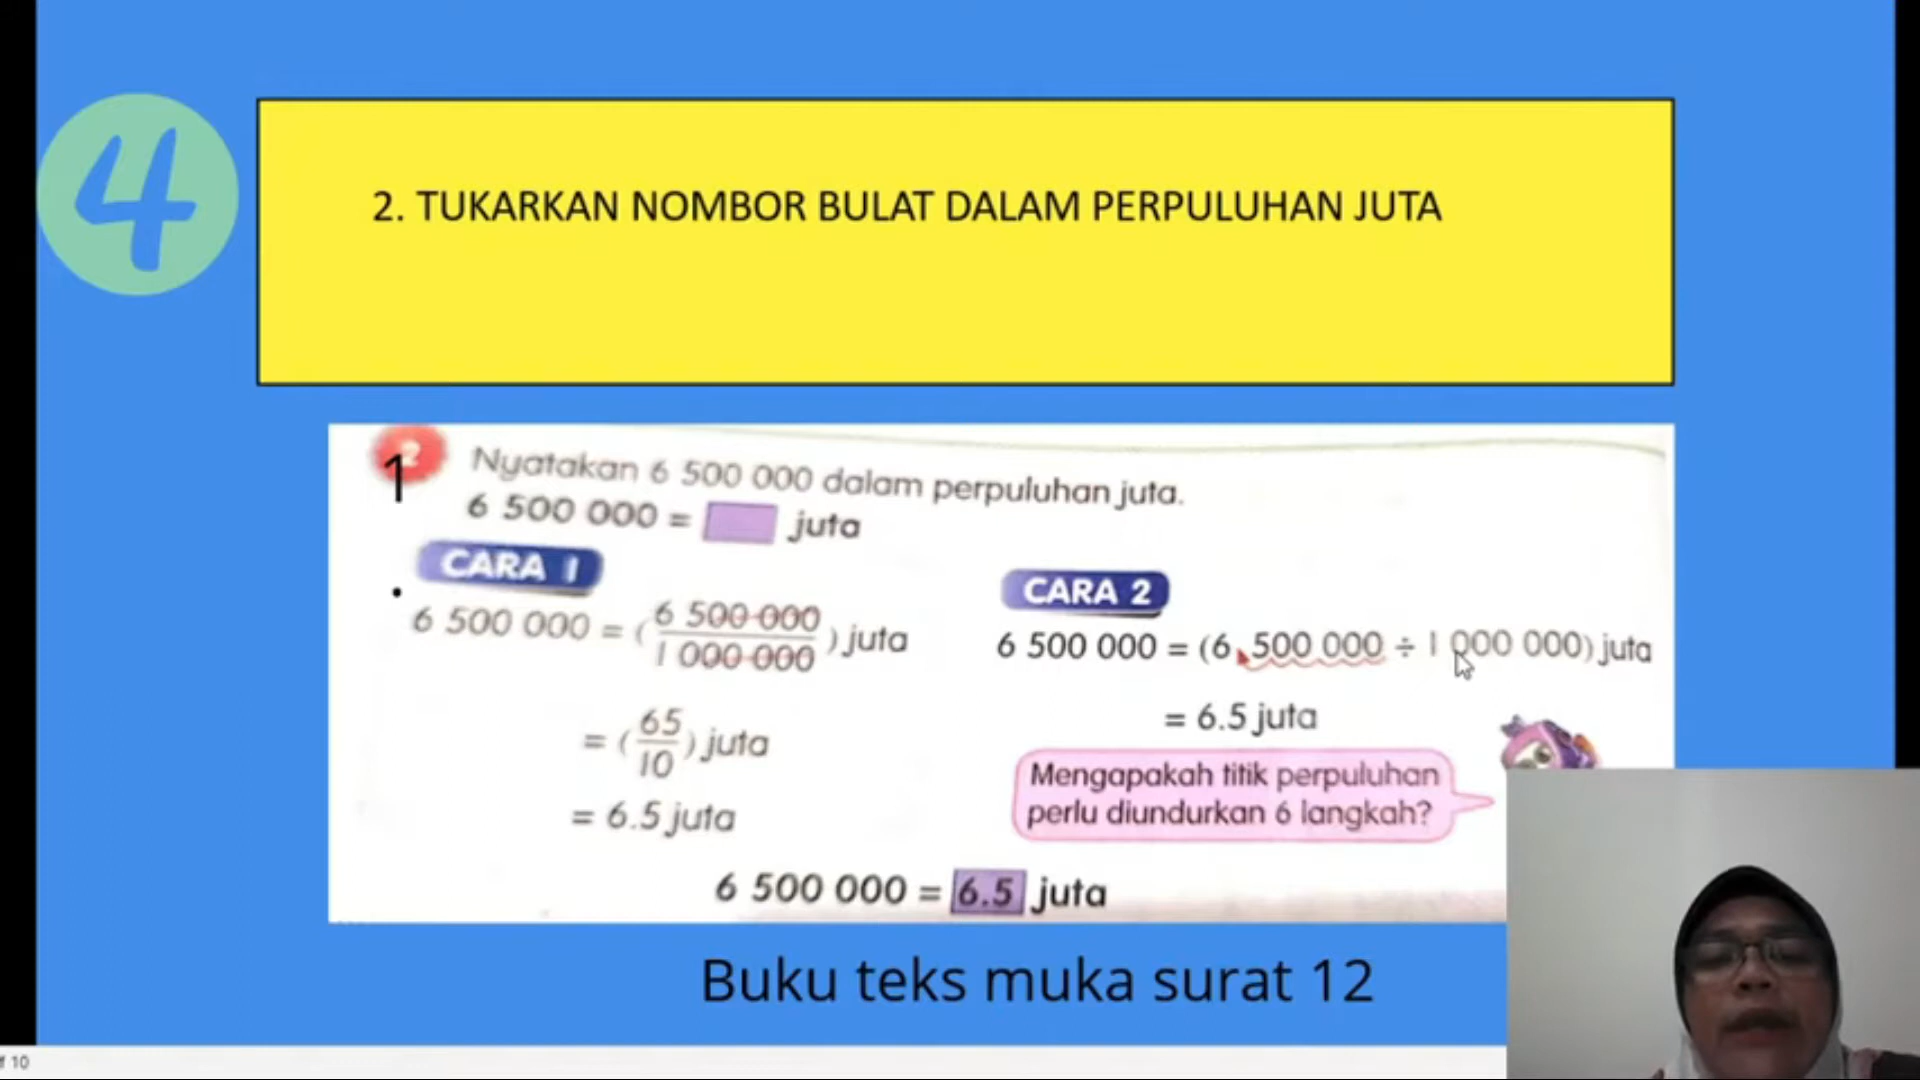 4
2. TUKARKAN NOMBOR BULAT DALAM PERPULUHAN JUTA
2
1
Nyatakan 6 500 000 dalam perpuluhan juta.
6 500 000 = juta
CARA 1
.
6 500 000 = ( 6 500 000 / 1 000 000 ) juta
= ( 65 / 10 ) juta
= 6.5 juta
CARA 2
6 500 000 = (6 500 000 ÷ 1 000 000) juta
= 6.5 juta
Mengapakah titik perpuluhan
perlu diundurkan 6 langkah?
6 500 000 = 6.5 juta
Buku teks muka surat 12
f 10